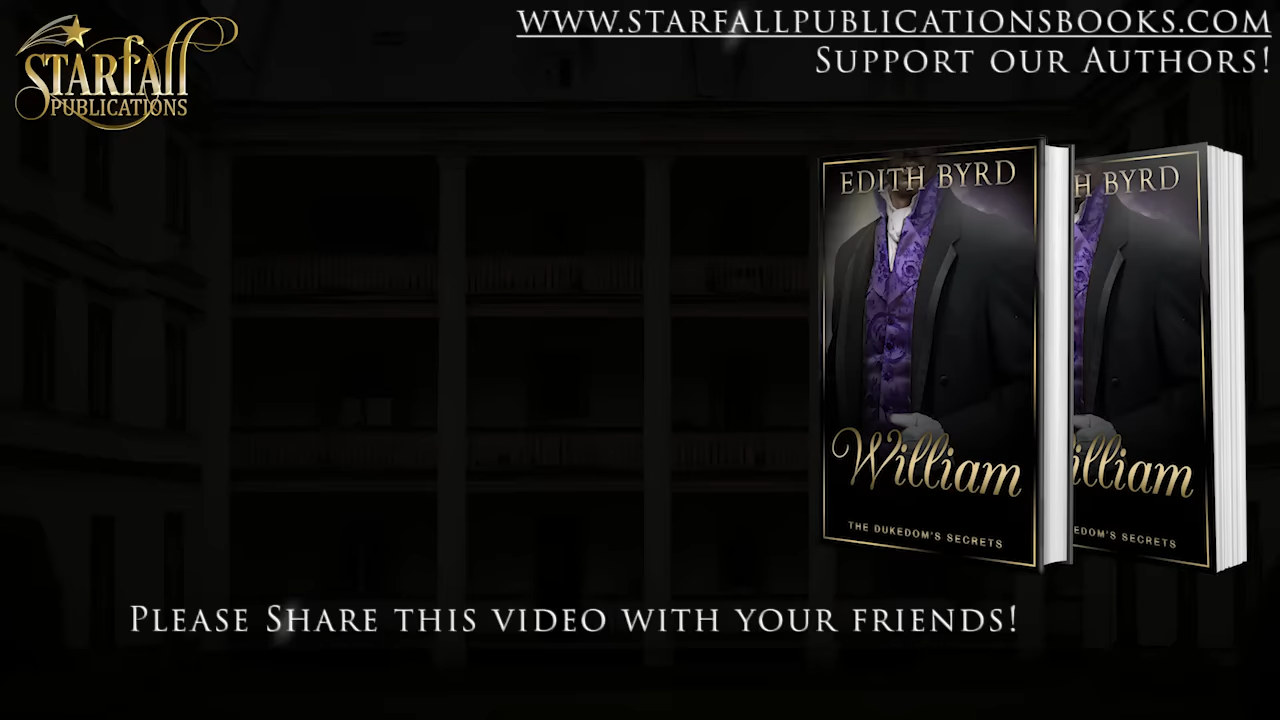 STARfall
PUBLICATIONS
WWW.STARFALLPUBLICATIONSBOOKS.COM
SUPPORT OUR AUTHORS!
EDITH BYRD
William
THE DUKEDOM'S SECRETS
H BYRD
illiam
EDOM'S SECRETS
PLEASE SHARE THIS VIDEO WITH YOUR FRIENDS!